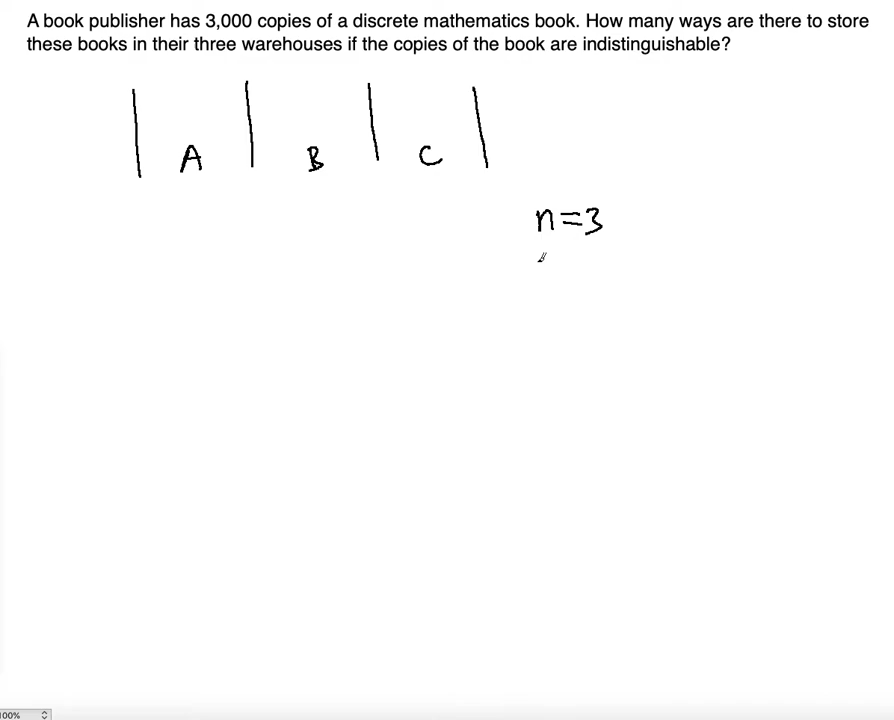 A book publisher has 3,000 copies of a discrete mathematics book. How many ways are there to store
these books in their three warehouses if the copies of the book are indistinguishable?
A B C
n=3
100%